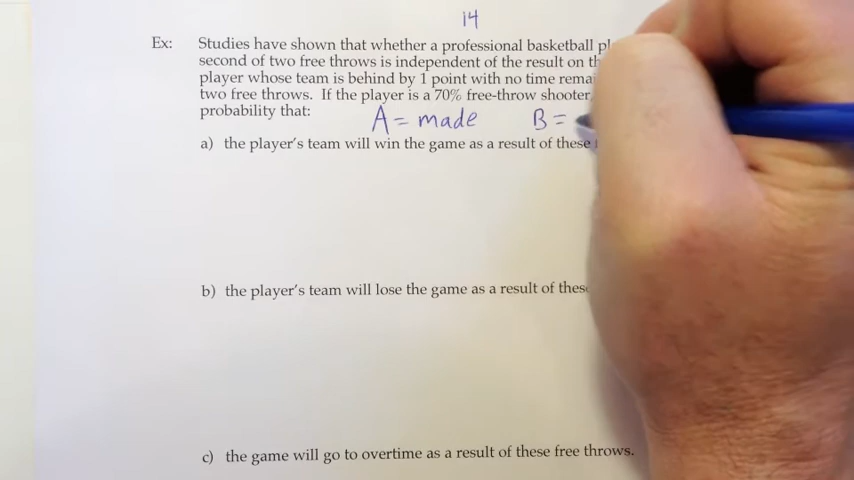 14
Ex: Studies have shown that whether a professional basketball
second of two free throws is independent of the result on
player whose team is behind by 1 point with no time
two free throws. If the player is a 70% free-throw shooter,
probability that: A = made B =
a) the player's team will win the game as a result of these
b) the player's team will lose the game as a result of
c) the game will go to overtime as a result of these free throws.